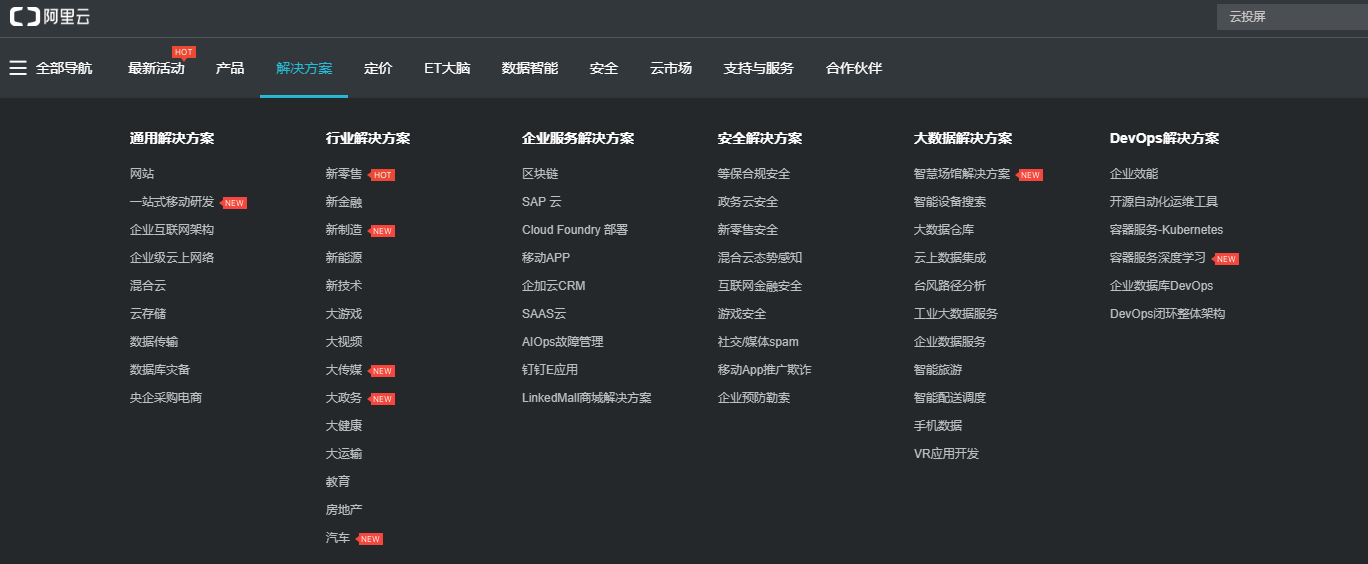 阿里云
云投屏
HOT
全部导航 最新活动 产品 解决方案 定价 ET大脑 数据智能 安全 云市场 支持与服务 合作伙伴
通用解决方案
网站
一站式移动研发 NEW
企业互联网架构
企业级云上网络
混合云
云存储
数据传输
数据库灾备
央企采购电商
行业解决方案
新零售 HOT
新金融
新制造 NEW
新能源
新技术
大游戏
大视频
大传媒 NEW
大政务 NEW
大健康
大运输
教育
房地产
汽车 NEW
企业服务解决方案
区块链
SAP 云
Cloud Foundry 部署
移动APP
企加云CRM
SAAS云
AIOps故障管理
钉钉E应用
LinkedMall商城解决方案
安全解决方案
等保合规安全
政务云安全
新零售安全
混合云态势感知
互联网金融安全
游戏安全
社交/媒体spam
移动App推广欺诈
企业预防勒索
大数据解决方案
智慧场馆解决方案 NEW
智能设备搜索
大数据仓库
云上数据集成
台风路径分析
工业大数据服务
企业数据服务
智能旅游
智能配送调度
手机数据
VR应用开发
DevOps解决方案
企业效能
开源自动化运维工具
容器服务-Kubernetes
容器服务深度学习 NEW
企业数据库DevOps
DevOps闭环整体架构